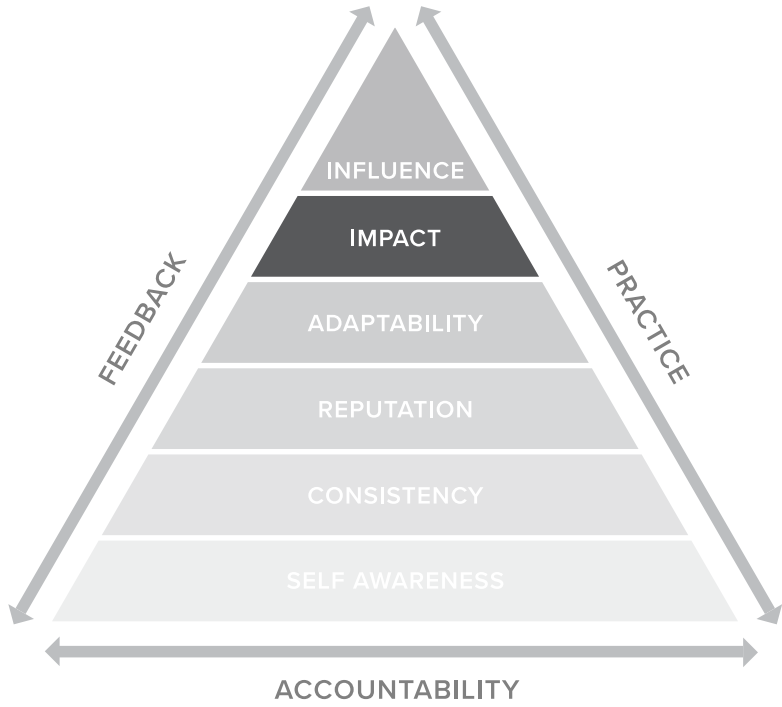 INFLUENCE
IMPACT
FEEDBACK
PRACTICE
ADAPTABILITY
REPUTATION
CONSISTENCY
SELF AWARENESS
ACCOUNTABILITY